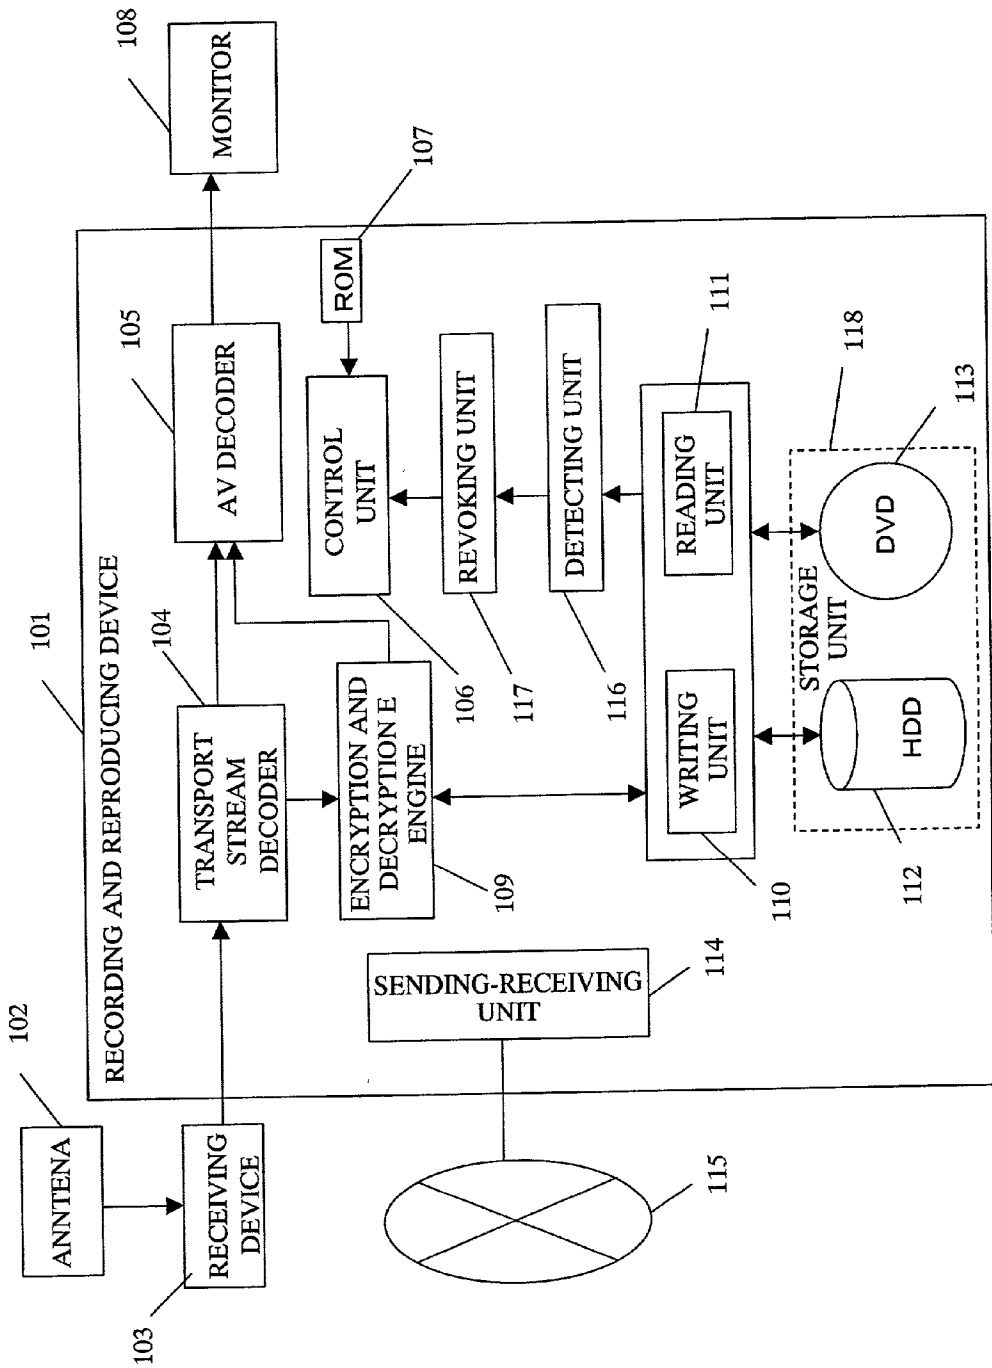 101
RECORDING AND REPRODUCING DEVICE
102
ANNTENA
103
RECEIVING
DEVICE
104
TRANSPORT
STREAM
DECODER
105
AV DECODER
108
MONITOR
ENCRYPTION AND
DECRYPTION E
ENGINE
109
CONTROL
UNIT
106
ROM
107
REVOKING UNIT
117
DETECTING UNIT
116
SENDING-RECEIVING
UNIT
114
115
WRITING
UNIT
110
READING
UNIT
111
STORAGE
UNIT
118
HDD
112
DVD
113